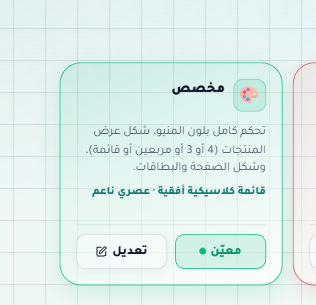 مخصص
تحكم كامل بلون المنيو، شكل عرض
المنتجات (4 أو 3 أو مربعين أو قائمة)،
وشكل الصفحة والبطاقات.
قائمة كلاسيكية أفقية · عصري ناعم
معيّن
تعديل